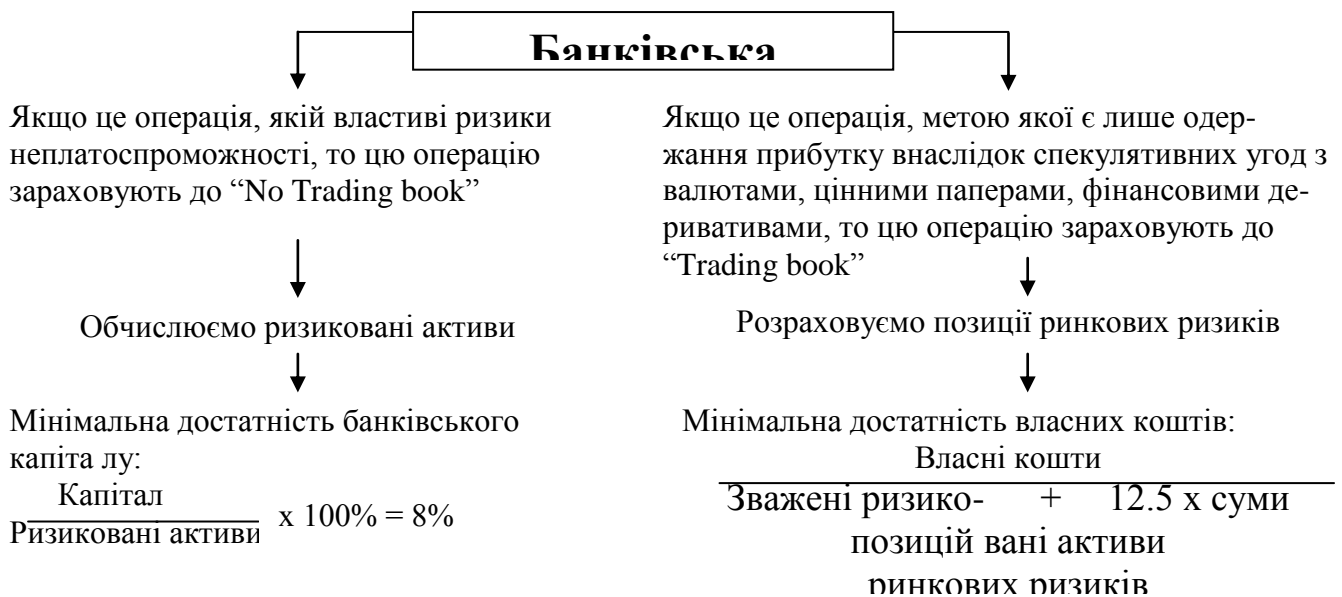 Банківська
Якщо це операція, якій властиві ризики
неплатоспроможності, то цю операцію
зараховують до “No Trading book”
Обчислюємо ризиковані активи
Мінімальна достатність банківського
капіта лу:
Капітал
Ризиковані активи
х 100% = 8%
Якщо це операція, метою якої є лише одер-
жання прибутку внаслідок спекулятивних угод з
валютами, цінними паперами, фінансовими де-
ривативами, то цю операцію зараховують до
“Trading book”
Розраховуємо позиції ринкових ризиків
Мінімальна достатність власних коштів:
Власні кошти
Зважені ризико- + 12.5 х суми
позицій вані активи
ринкових ризиків